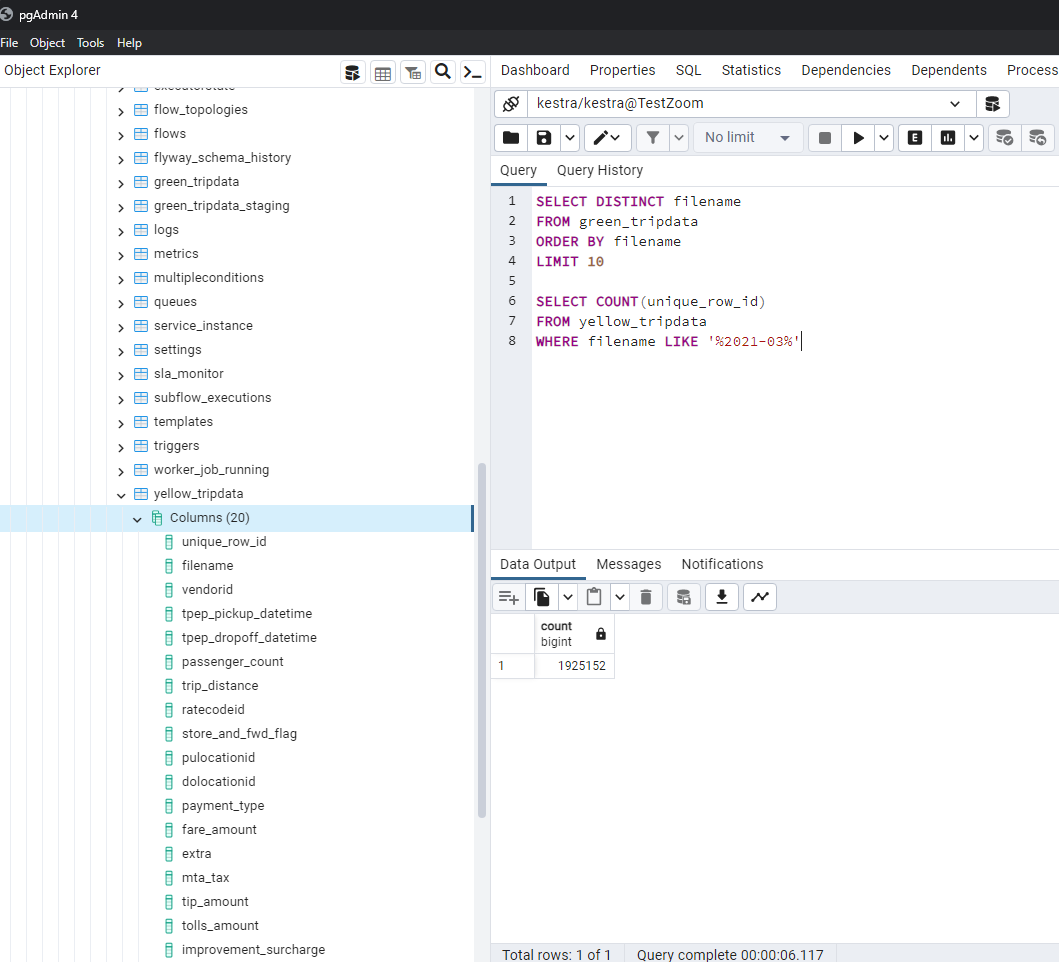 pgAdmin 4
File Object Tools Help
Object Explorer
Dashboard Properties SQL Statistics Dependencies Dependents Process
kestra/kestra@TestZoom
No limit
Query Query History
executorstate
flow_topologies
flows
flyway_schema_history
green_tripdata
green_tripdata_staging
logs
metrics
multipleconditions
queues
service_instance
settings
sla_monitor
subflow_executions
templates
triggers
worker_job_running
yellow_tripdata
Columns (20)
unique_row_id
filename
vendorid
tpep_pickup_datetime
tpep_dropoff_datetime
passenger_count
trip_distance
ratecodeid
store_and_fwd_flag
pulocationid
dolocationid
payment_type
fare_amount
extra
mta_tax
tip_amount
tolls_amount
improvement_surcharge
1 SELECT DISTINCT filename
2 FROM green_tripdata
3 ORDER BY filename
4 LIMIT 10
5
6 SELECT COUNT(unique_row_id)
7 FROM yellow_tripdata
8 WHERE filename LIKE '%2021-03%'
Data Output Messages Notifications
count
bigint
1 1925152
Total rows: 1 of 1 Query complete 00:00:06.117